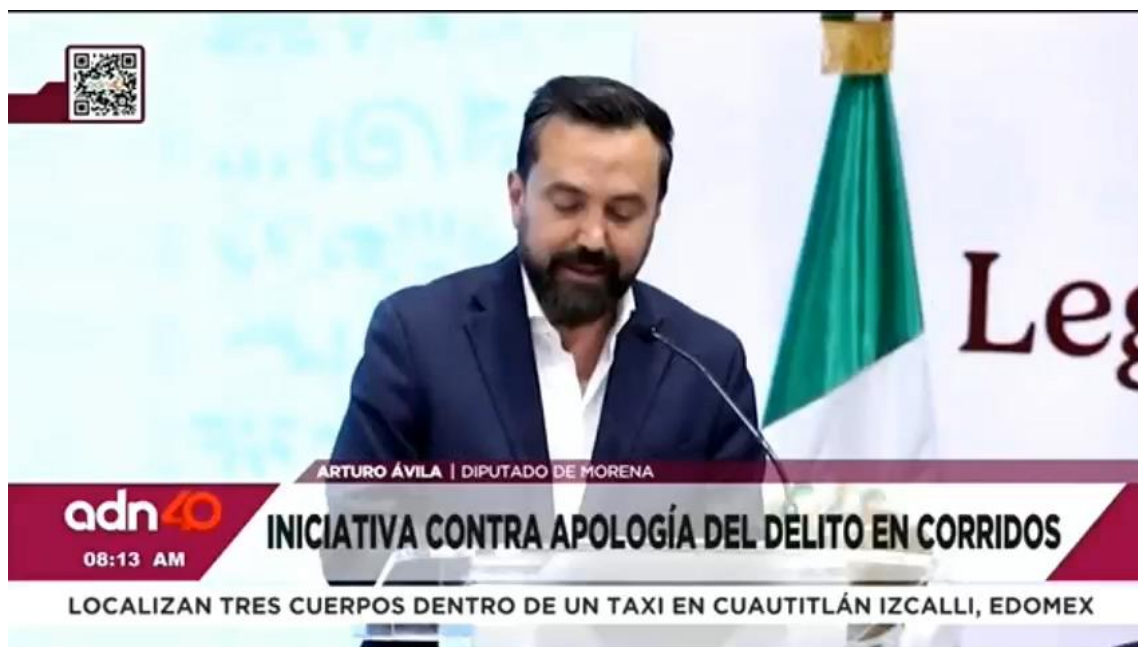 Leg
ARTURO ÁVILA | DIPUTADO DE MORENA
adn40
INICIATIVA CONTRA APOLOGÍA DEL DELITO EN CORRIDOS
08:13 AM
LOCALIZAN TRES CUERPOS DENTRO DE UN TAXI EN CUAUTITLÁN IZCALLI, EDOMEX